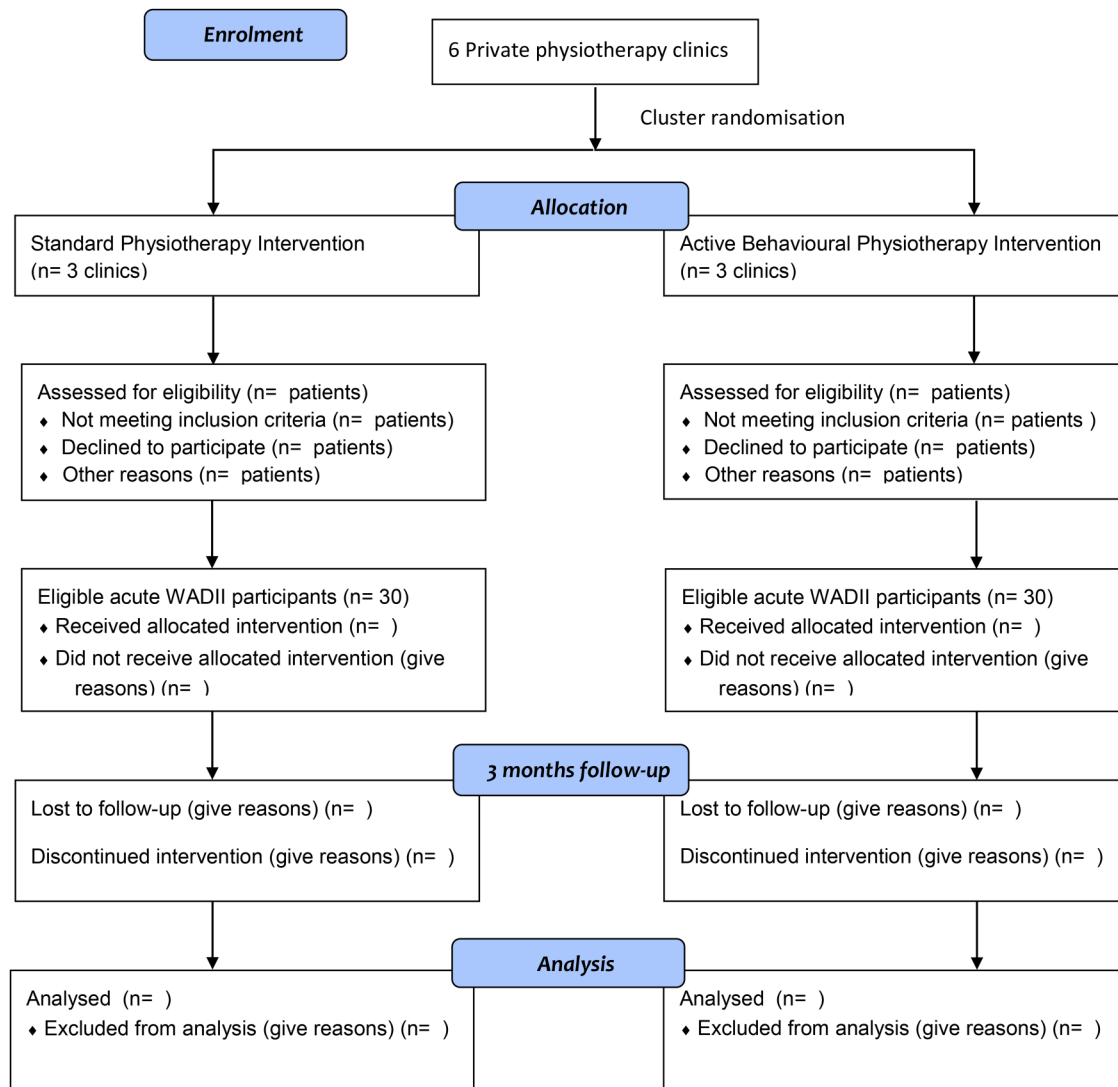 Enrolment
6 Private physiotherapy clinics
Cluster randomisation
Allocation
Standard Physiotherapy Intervention
(n= 3 clinics)
Active Behavioural Physiotherapy Intervention
(n= 3 clinics)
Assessed for eligibility (n=  patients)
♦ Not meeting inclusion criteria (n=  patients)
♦ Declined to participate (n=  patients)
♦ Other reasons (n=  patients)
Assessed for eligibility (n=  patients)
♦ Not meeting inclusion criteria (n=  patients )
♦ Declined to participate (n=  patients)
♦ Other reasons (n=  patients)
Eligible acute WADII participants (n= 30)
♦ Received allocated intervention (n=  )
♦ Did not receive allocated intervention (give
reasons) (n=  )
Eligible acute WADII participants (n= 30)
♦ Received allocated intervention (n=  )
♦ Did not receive allocated intervention (give
reasons) (n=  )
3 months follow-up
Lost to follow-up (give reasons) (n=  )
Discontinued intervention (give reasons) (n=  )
Lost to follow-up (give reasons) (n=  )
Discontinued intervention (give reasons) (n=  )
Analysis
Analysed  (n=  )
♦ Excluded from analysis (give reasons) (n=  )
Analysed  (n=  )
♦ Excluded from analysis (give reasons) (n=  )